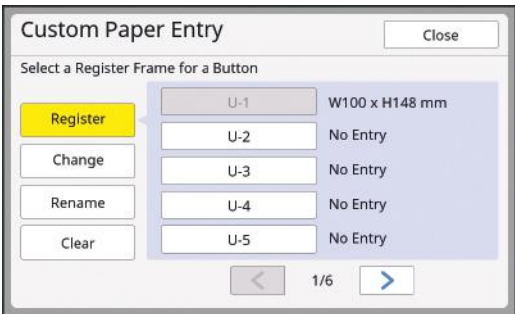 Custom Paper Entry
Close
Select a Register Frame for a Button
Register
Change
Rename
Clear
U-1 W100 x H148 mm
U-2 No Entry
U-3 No Entry
U-4 No Entry
U-5 No Entry
1/6